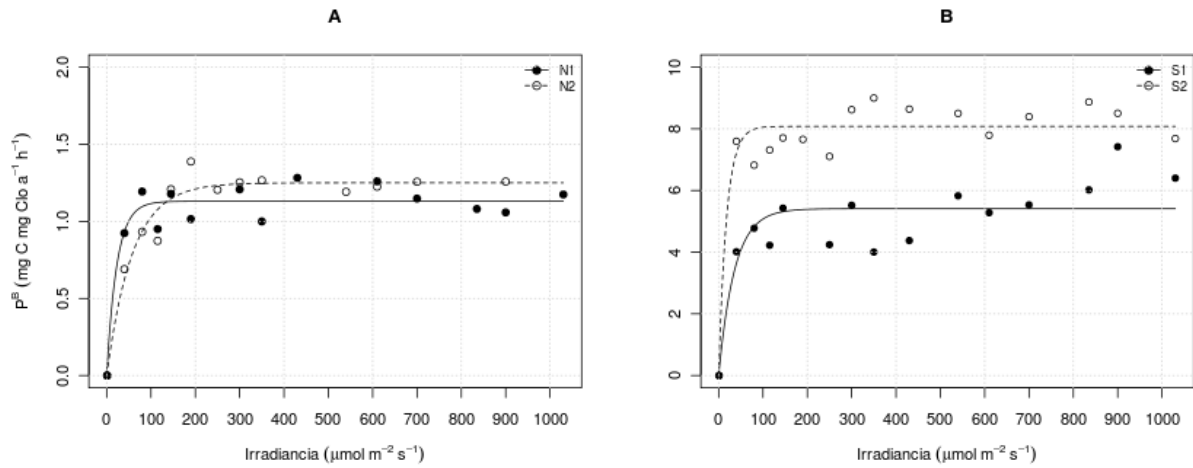 A
N1
N2
2.0
1.5
1.0
0.5
0.0
P^B (mg C mg Clo a⁻¹ h⁻¹)
0 100 200 300 400 500 600 700 800 900 1000
Irradiancia (μmol m⁻² s⁻¹)
B
S1
S2
10
8
6
4
2
0
0 100 200 300 400 500 600 700 800 900 1000
Irradiancia (μmol m⁻² s⁻¹)